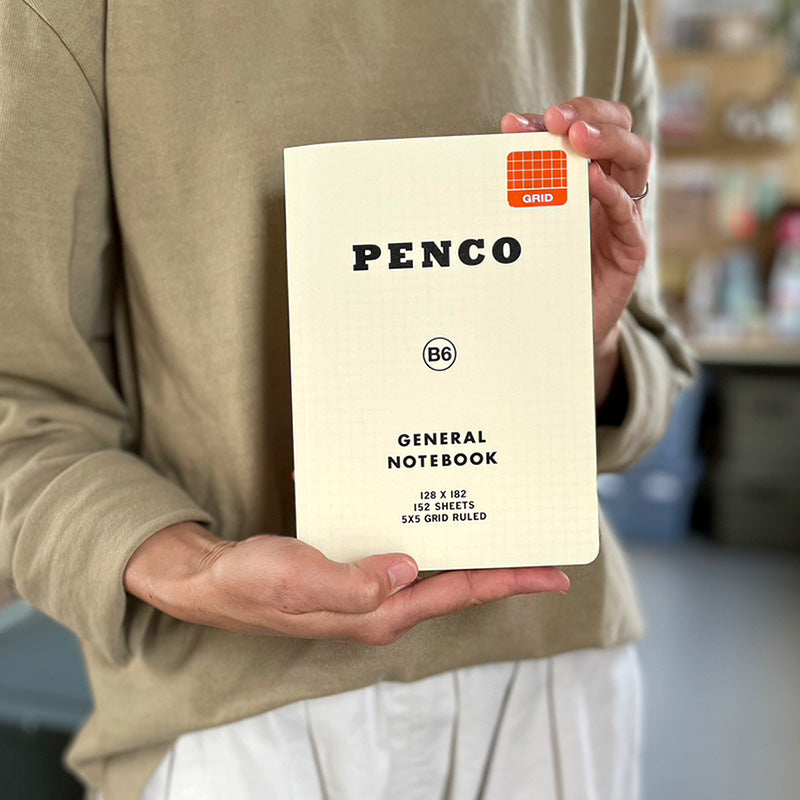 GRID
PENCO
B6
GENERAL
NOTEBOOK
128 X 182
152 SHEETS
5X5 GRID RULED